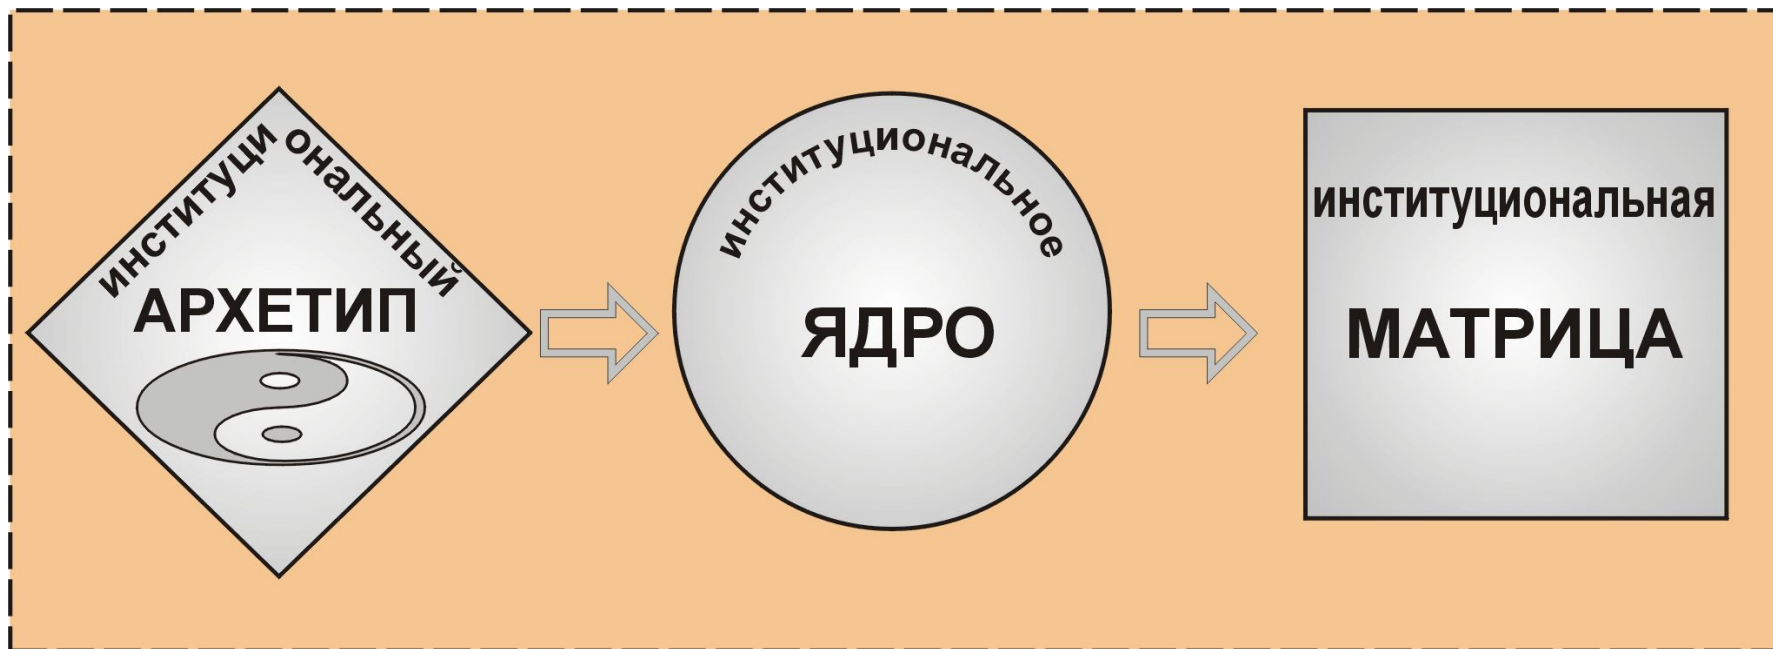 институциональный
АРХЕТИП
институциональное
ЯДРО
институциональная
МАТРИЦА